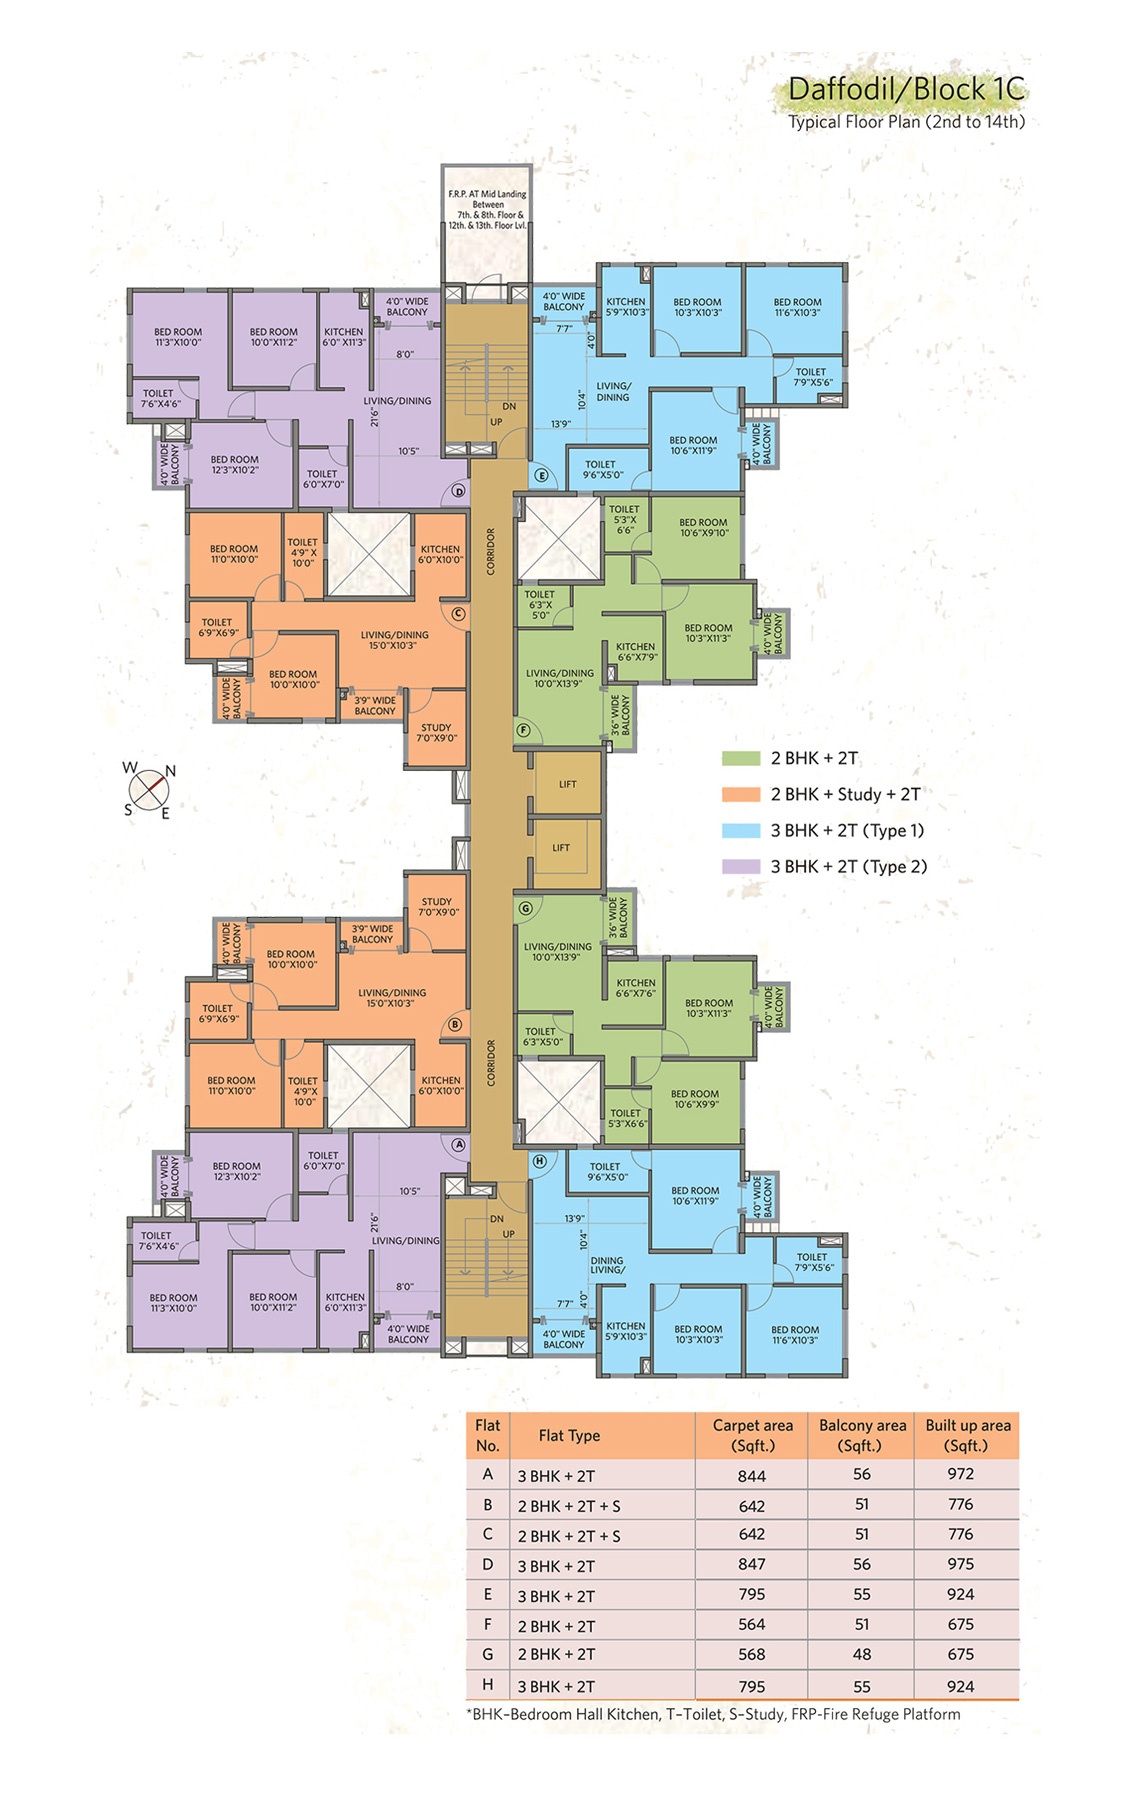 Daffodil/Block 1C
Typical Floor Plan (2nd to 14th)
F.R.P. AT Mid Landing
Between
7th. & 8th. Floor &
12th. & 13th. Floor Lvl.
BED ROOM
11'3"X10'0"
BED ROOM
10'0"X11'2"
KITCHEN
6'0" X11'3"
4'0" WIDE
BALCONY
8'0"
LIVING/DINING
21'6"
10'5"
TOILET
7'6"X4'6"
4'0" WIDE
BALCONY
BED ROOM
12'3"X10'2"
TOILET
6'0"X7'0"
D
DN
UP
4'0" WIDE
BALCONY
7'7"
4'0"
KITCHEN
5'9"X10'3"
BED ROOM
10'3"X10'3"
BED ROOM
11'6"X10'3"
TOILET
7'9"X5'6"
LIVING/
DINING
10'4"
13'9"
BED ROOM
10'6"X11'9"
4'0" WIDE
BALCONY
TOILET
9'6"X5'0"
E
BED ROOM
11'0"X10'0"
TOILET
4'9" X
10'0"
KITCHEN
6'0"X10'0"
CORRIDOR
C
TOILET
6'9"X6'9"
LIVING/DINING
15'0"X10'3"
BED ROOM
10'0"X10'0"
4'0" WIDE
BALCONY
3'9" WIDE
BALCONY
STUDY
7'0"X9'0"
TOILET
5'3"X
6'6"
BED ROOM
10'6"X9'10"
TOILET
6'3"X
5'0"
BED ROOM
10'3"X11'3"
4'0" WIDE
BALCONY
KITCHEN
6'6"X7'9"
LIVING/DINING
10'0"X13'9"
3'6" WIDE
BALCONY
F
W
N
S
E
LIFT
LIFT
2 BHK + 2T
2 BHK + Study + 2T
3 BHK + 2T (Type 1)
3 BHK + 2T (Type 2)
STUDY
7'0"X9'0"
4'0" WIDE
BALCONY
BED ROOM
10'0"X10'0"
3'9" WIDE
BALCONY
LIVING/DINING
15'0"X10'3"
TOILET
6'9"X6'9"
B
BED ROOM
11'0"X10'0"
TOILET
4'9"X
10'0"
KITCHEN
6'0"X10'0"
CORRIDOR
G
3'6" WIDE
BALCONY
LIVING/DINING
10'0"X13'9"
KITCHEN
6'6"X7'6"
BED ROOM
10'3"X11'3"
4'0" WIDE
BALCONY
TOILET
6'3"X5'0"
BED ROOM
10'6"X9'9"
TOILET
5'3"X6'6"
A
4'0" WIDE
BALCONY
BED ROOM
12'3"X10'2"
TOILET
6'0"X7'0"
10'5"
21'6"
LIVING/DINING
TOILET
7'6"X4'6"
BED ROOM
11'3"X10'0"
BED ROOM
10'0"X11'2"
KITCHEN
6'0"X11'3"
8'0"
4'0" WIDE
BALCONY
DN
UP
H
TOILET
9'6"X5'0"
BED ROOM
10'6"X11'9"
4'0" WIDE
BALCONY
13'9"
10'4"
DINING
LIVING/
TOILET
7'9"X5'6"
7'7"
4'0"
4'0" WIDE
BALCONY
KITCHEN
5'9'X10'3"
BED ROOM
10'3"X10'3"
BED ROOM
11'6"X10'3"
Flat No. Flat Type Carpet area (Sqft.) Balcony area (Sqft.) Built up area (Sqft.)
A 3 BHK + 2T 844 56 972
B 2 BHK + 2T + S 642 51 776
C 2 BHK + 2T + S 642 51 776
D 3 BHK + 2T 847 56 975
E 3 BHK + 2T 795 55 924
F 2 BHK + 2T 564 51 675
G 2 BHK + 2T 568 48 675
H 3 BHK + 2T 795 55 924
*BHK–Bedroom Hall Kitchen, T–Toilet, S–Study, FRP-Fire Refuge Platform